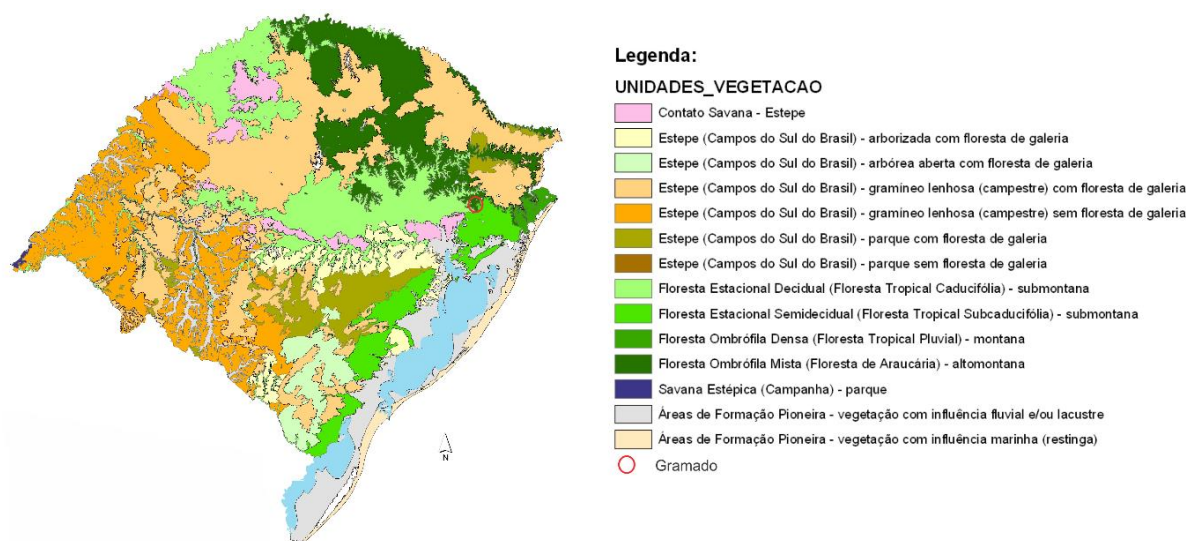 Legenda:
UNIDADES_VEGETACAO
Contato Savana - Estepe
Estepe (Campos do Sul do Brasil) - arborizada com floresta de galeria
Estepe (Campos do Sul do Brasil) - arbórea aberta com floresta de galeria
Estepe (Campos do Sul do Brasil) - gramíneo lenhosa (campestre) com floresta de galeria
Estepe (Campos do Sul do Brasil) - gramíneo lenhosa (campestre) sem floresta de galeria
Estepe (Campos do Sul do Brasil) - parque com floresta de galeria
Estepe (Campos do Sul do Brasil) - parque sem floresta de galeria
Floresta Estacional Decidual (Floresta Tropical Caducifólia) - submontana
Floresta Estacional Semidecidual (Floresta Tropical Subcaducifólia) - submontana
Floresta Ombrófila Densa (Floresta Tropical Pluvial) - montana
Floresta Ombrófila Mista (Floresta de Araucária) - altomontana
Savana Estépica (Campanha) - parque
Áreas de Formação Pioneira - vegetação com influência fluvial e/ou lacustre
Áreas de Formação Pioneira - vegetação com influência marinha (restinga)
Gramado
N